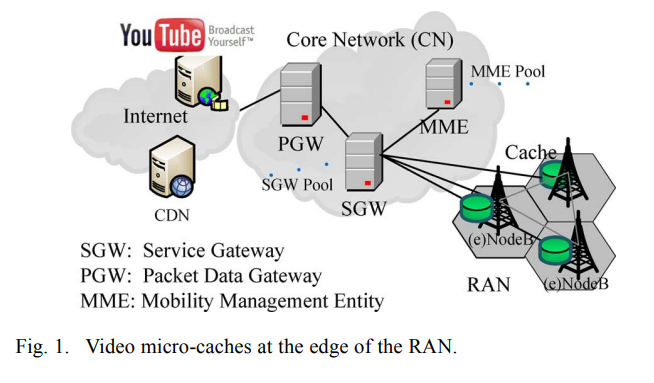 YouTube Broadcast Yourself™
Core Network (CN)
MME Pool
Internet
PGW
MME
Cache
SGW Pool
CDN
SGW
(e)NodeB
RAN
(e)NodeB
SGW: Service Gateway
PGW: Packet Data Gateway
MME: Mobility Management Entity
Fig. 1. Video micro-caches at the edge of the RAN.